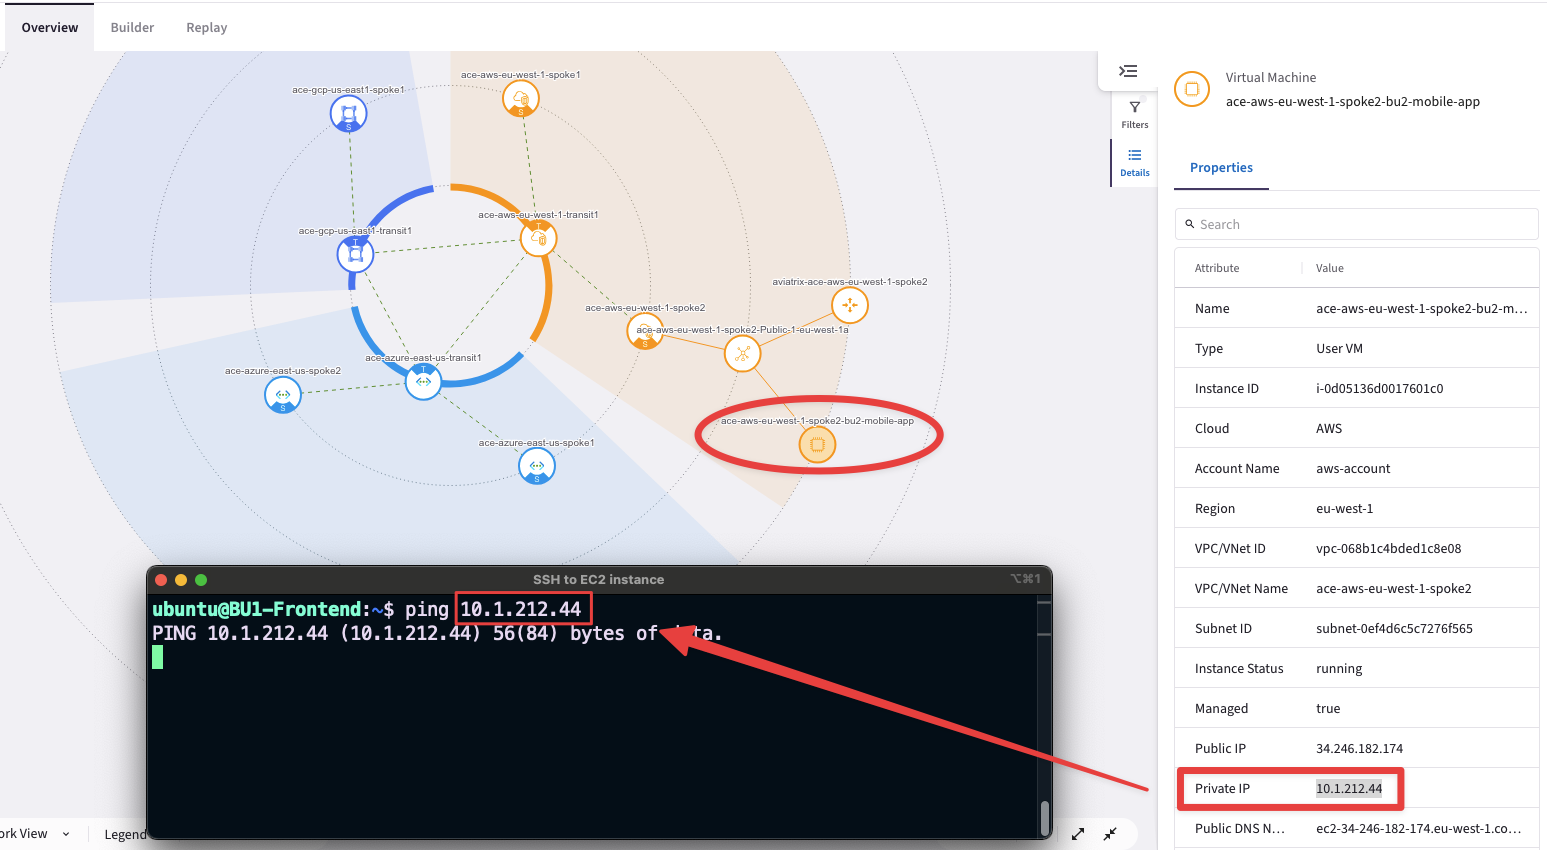 Overview
Builder
Replay
ace-aws-eu-west-1-spoke1
S
ace-gcp-us-east1-spoke1
S
ace-aws-eu-west-1-transit1
T
ace-gcp-us-east1-transit1
T
aviatrix-ace-aws-eu-west-1-spoke2
ace-aws-eu-west-1-spoke2
S
ace-aws-eu-west-1-spoke2-Public-1-eu-west-1a
ace-azure-east-us-transit1
T
ace-azure-east-us-spoke2
S
ace-aws-eu-west-1-spoke2-bu2-mobile-app
ace-azure-east-us-spoke1
S
SSH to EC2 instance
⌥⌘1
ubuntu@BU1-Frontend:~$ ping 10.1.212.44
PING 10.1.212.44 (10.1.212.44) 56(84) bytes of data.
ork View
Legend
Filters
Details
Virtual Machine
ace-aws-eu-west-1-spoke2-bu2-mobile-app
Properties
Search
Attribute Value
Name ace-aws-eu-west-1-spoke2-bu2-m...
Type User VM
Instance ID i-0d05136d0017601c0
Cloud AWS
Account Name aws-account
Region eu-west-1
VPC/VNet ID vpc-068b1c4bded1c8e08
VPC/VNet Name ace-aws-eu-west-1-spoke2
Subnet ID subnet-0ef4d6c5c7276f565
Instance Status running
Managed true
Public IP 34.246.182.174
Private IP 10.1.212.44
Public DNS N... ec2-34-246-182-174.eu-west-1.co...